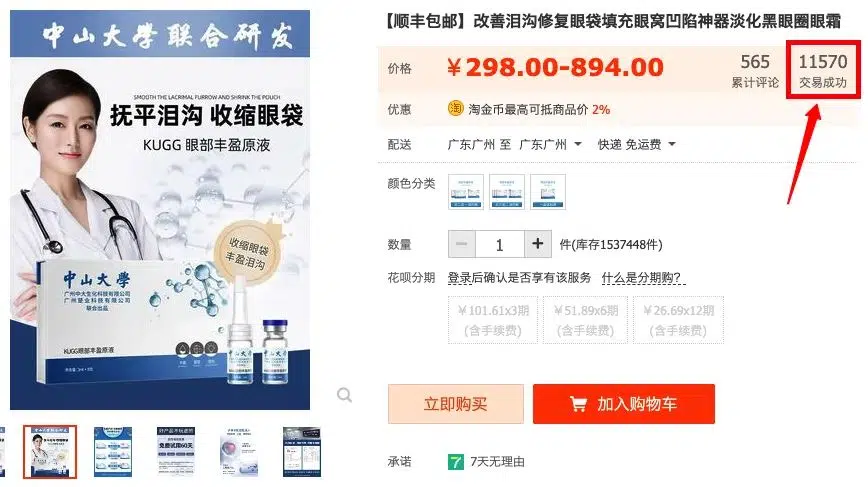 中山大學联合研发
SMOOTH THE LACRIMAL FURROW AND SHRINK THE POUCH
抚平泪沟 收缩眼袋
KUGG 眼部丰盈原液
收缩眼袋
丰盈泪沟
中山大學
广州中大生化科技有限公司
联合出品
KUGG眼部丰盈原液
中山大學
中山大學
【顺丰包邮】改善泪沟修复眼袋填充眼窝凹陷神器淡化黑眼圈眼霜
价格
￥298.00-894.00
565
累计评论
11570
交易成功
优惠
淘 淘金币最高可抵商品价 2%
配送
广东广州 至 广东广州
快递 免运费
颜色分类
数量
1
件(库存1537448件)
花呗分期
登录后确认是否享有该服务 什么是分期购？
￥101.61x3期
(含手续费)
￥51.89x6期
(含手续费)
￥26.69x12期
(含手续费)
立即购买
加入购物车
承诺
7 7天无理由